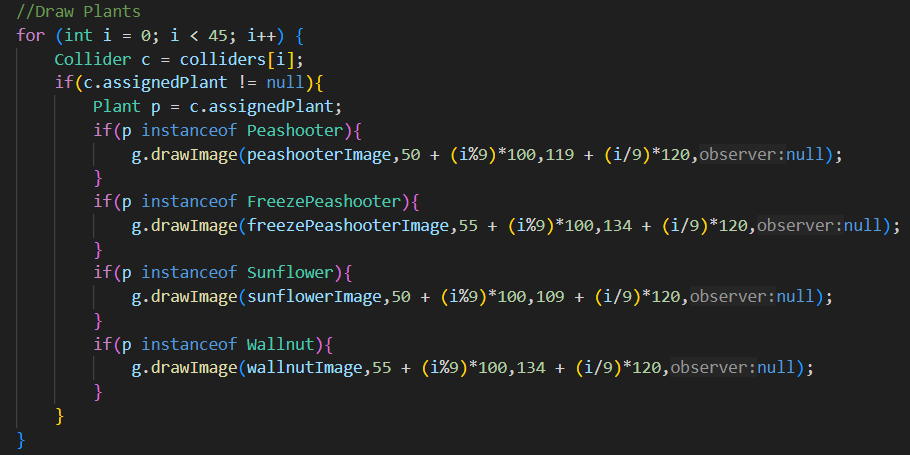 //Draw Plants
for (int i = 0; i < 45; i++) {
    Collider c = colliders[i];
    if(c.assignedPlant != null){
        Plant p = c.assignedPlant;
        if(p instanceof Peashooter){
            g.drawImage(peashooterImage,50 + (i%9)*100,119 + (i/9)*120,observer:null);
        }
        if(p instanceof FreezePeashooter){
            g.drawImage(freezePeashooterImage,55 + (i%9)*100,134 + (i/9)*120,observer:null);
        }
        if(p instanceof Sunflower){
            g.drawImage(sunflowerImage,50 + (i%9)*100,109 + (i/9)*120,observer:null);
        }
        if(p instanceof Wallnut){
            g.drawImage(wallnutImage,55 + (i%9)*100,134 + (i/9)*120,observer:null);
        }
    }
}